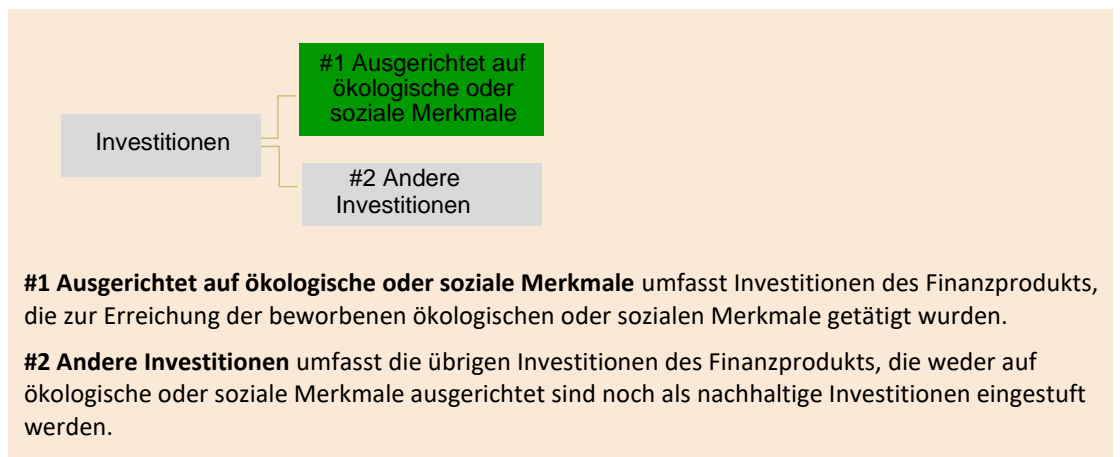 #1 Ausgerichtet auf
ökologische oder
soziale Merkmale
Investitionen
#2 Andere
Investitionen
#1 Ausgerichtet auf ökologische oder soziale Merkmale umfasst Investitionen des Finanzprodukts,
die zur Erreichung der beworbenen ökologischen oder sozialen Merkmale getätigt wurden.
#2 Andere Investitionen umfasst die übrigen Investitionen des Finanzprodukts, die weder auf
ökologische oder soziale Merkmale ausgerichtet sind noch als nachhaltige Investitionen eingestuft
werden.